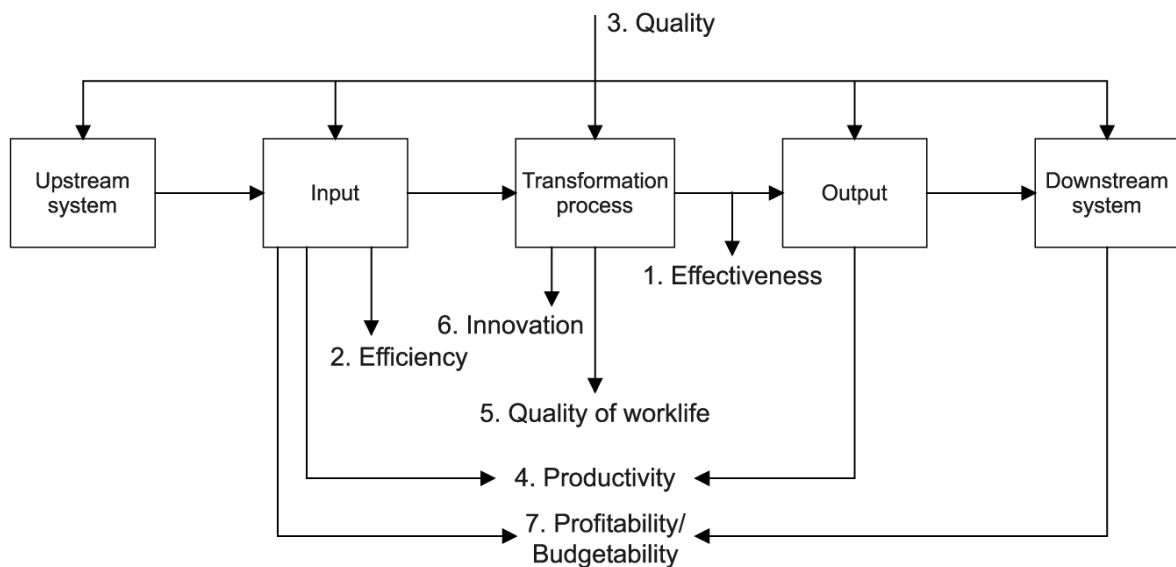 3. Quality
Upstream
system
Input
Transformation
process
Output
Downstream
system
1. Effectiveness
6. Innovation
2. Efficiency
5. Quality of worklife
4. Productivity
7. Profitability/
Budgetability